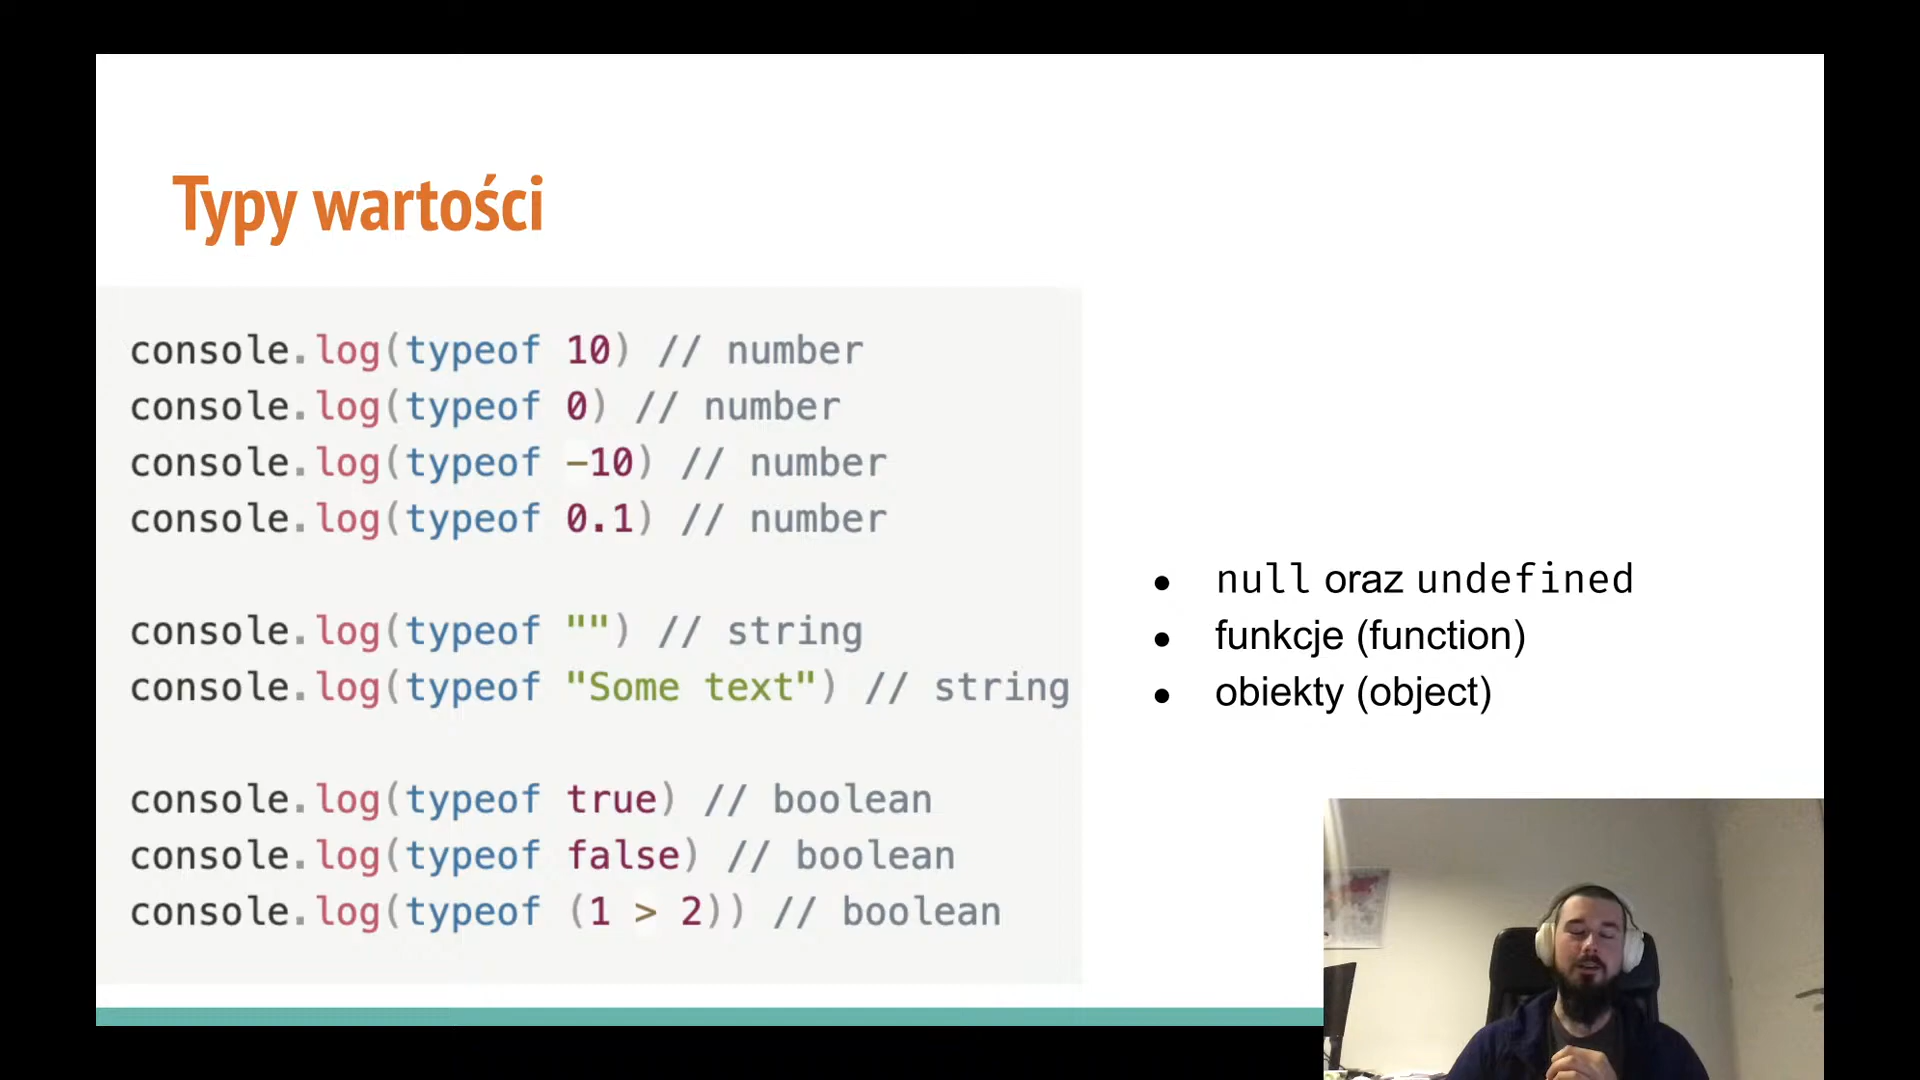 Typy wartości
console.log(typeof 10) // number
console.log(typeof 0) // number
console.log(typeof -10) // number
console.log(typeof 0.1) // number
console.log(typeof "") // string
console.log(typeof "Some text") // string
console.log(typeof true) // boolean
console.log(typeof false) // boolean
console.log(typeof (1 > 2)) // boolean
● null oraz undefined
● funkcje (function)
● obiekty (object)